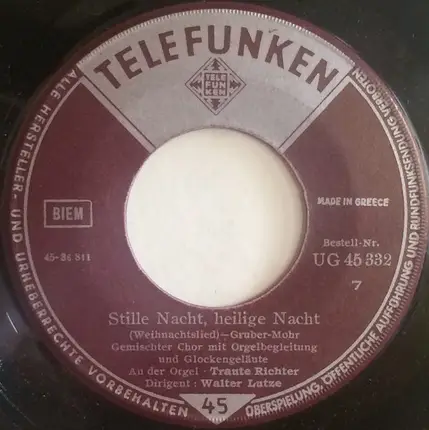 TELEFUNKEN
TELE
FUN
KEN
ALLE HERSTELLER- UND URHEBERRECHTE VORBEHALTEN
ÜBERSPIELUNG, ÖFFENTLICHE AUFFÜHRUNG UND RUNDFUNKSENDUNG VERBOTEN
BIEM
MADE IN GREECE
45-34 311
Bestell-Nr.
UG 45 332
7
Stille Nacht, heilige Nacht
(Weihnachtslied) - Gruber-Mohr
Gemischter Chor mit Orgelbegleitung
und Glockengeläute
An der Orgel · Traute Richter
Dirigent : Walter Lutze
45